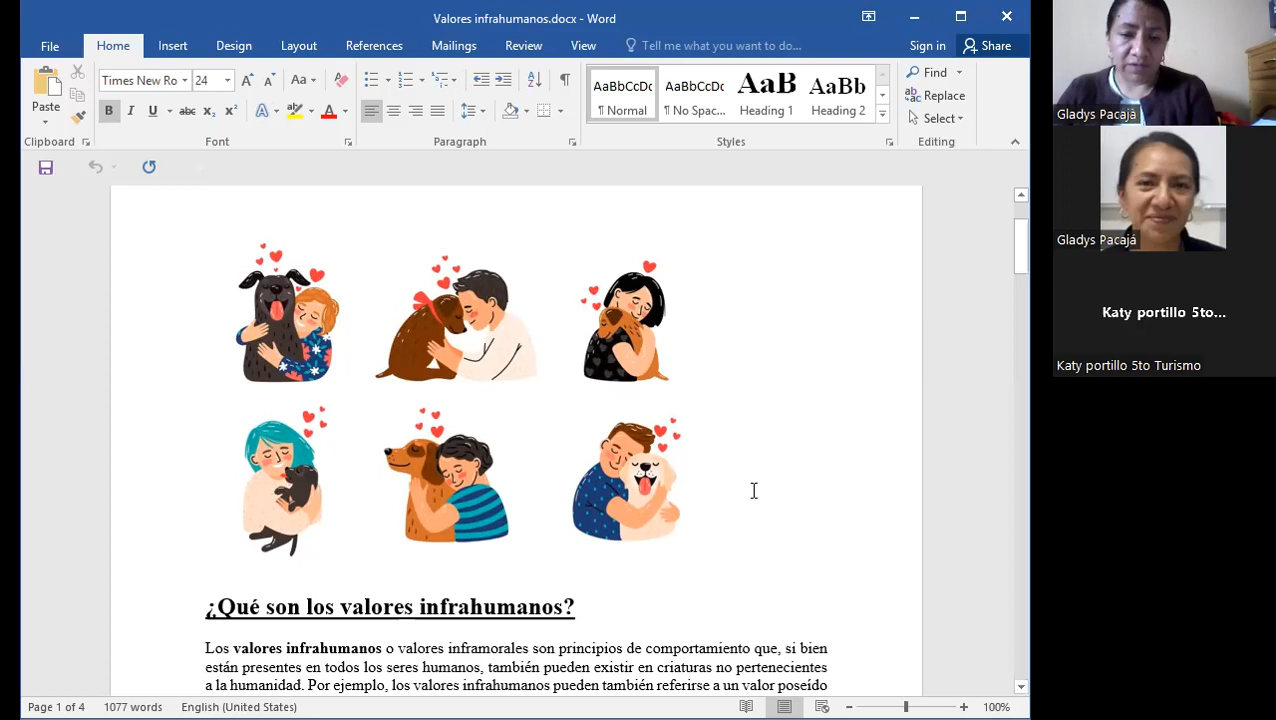 Valores infrahumanos.docx - Word
File Home Insert Design Layout References Mailings Review View Tell me what you want to do... Sign in Share
Paste
Times New Ro 24 Aa
B I U abc x₂ x² A A
Clipboard Font Paragraph Styles Editing
AaBbCcDc AaBbCcDc AaB AaBb
¶ Normal ¶ No Spac... Heading 1 Heading 2
Find
Replace
Select
¿Qué son los valores infrahumanos?
Los valores infrahumanos o valores inframorales son principios de comportamiento que, si bien
están presentes en todos los seres humanos, también pueden existir en criaturas no pertenecientes
a la humanidad. Por ejemplo, los valores infrahumanos pueden también referirse a un valor poseído
Page 1 of 4 1077 words English (United States) 100%
Gladys Pacajá
Gladys Pacajá
Katy portillo 5to...
Katy portillo 5to Turismo